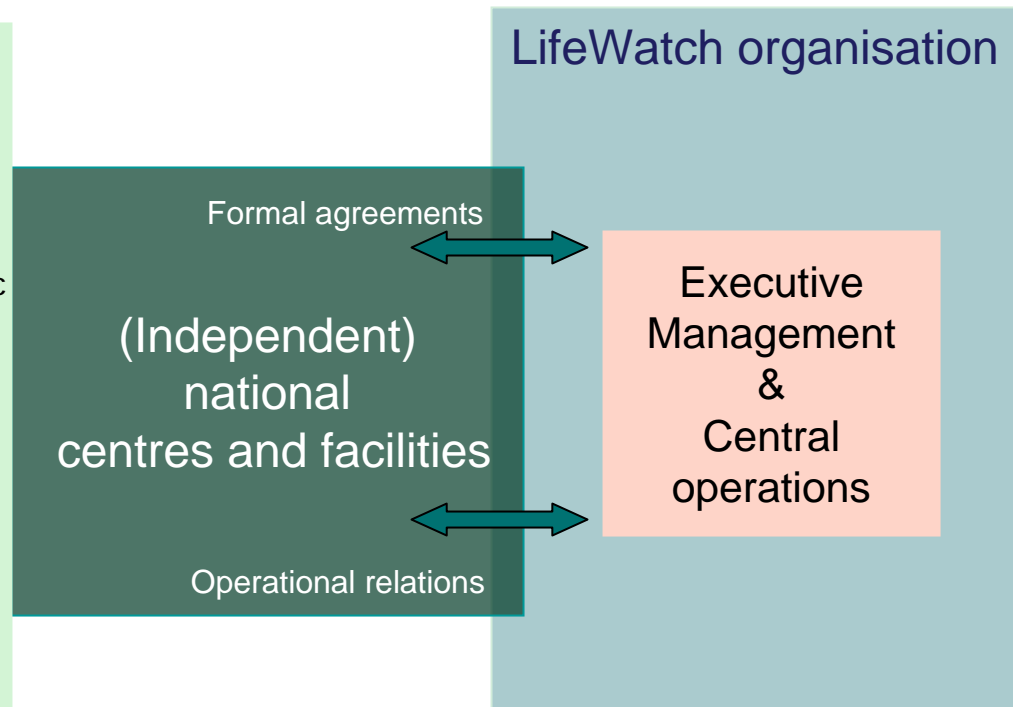 LifeWatch organisation
Formal agreements
c
(Independent)
national
centres and facilities
Operational relations
Executive
Management
&
Central
operations